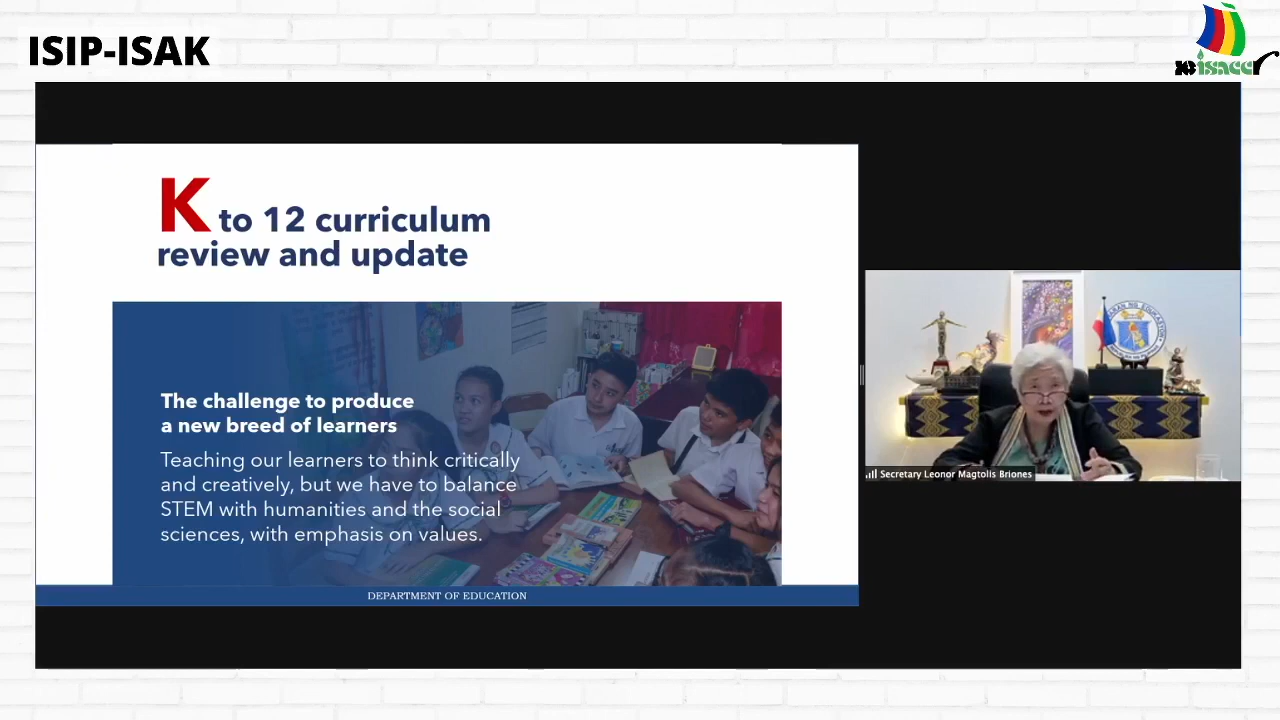 ISIP-ISAK
isaccr
K to 12 curriculum
review and update
The challenge to produce
a new breed of learners
Teaching our learners to think critically
and creatively, but we have to balance
STEM with humanities and the social
sciences, with emphasis on values.
DEPARTMENT OF EDUCATION
Secretary Leonor Magtolis Briones